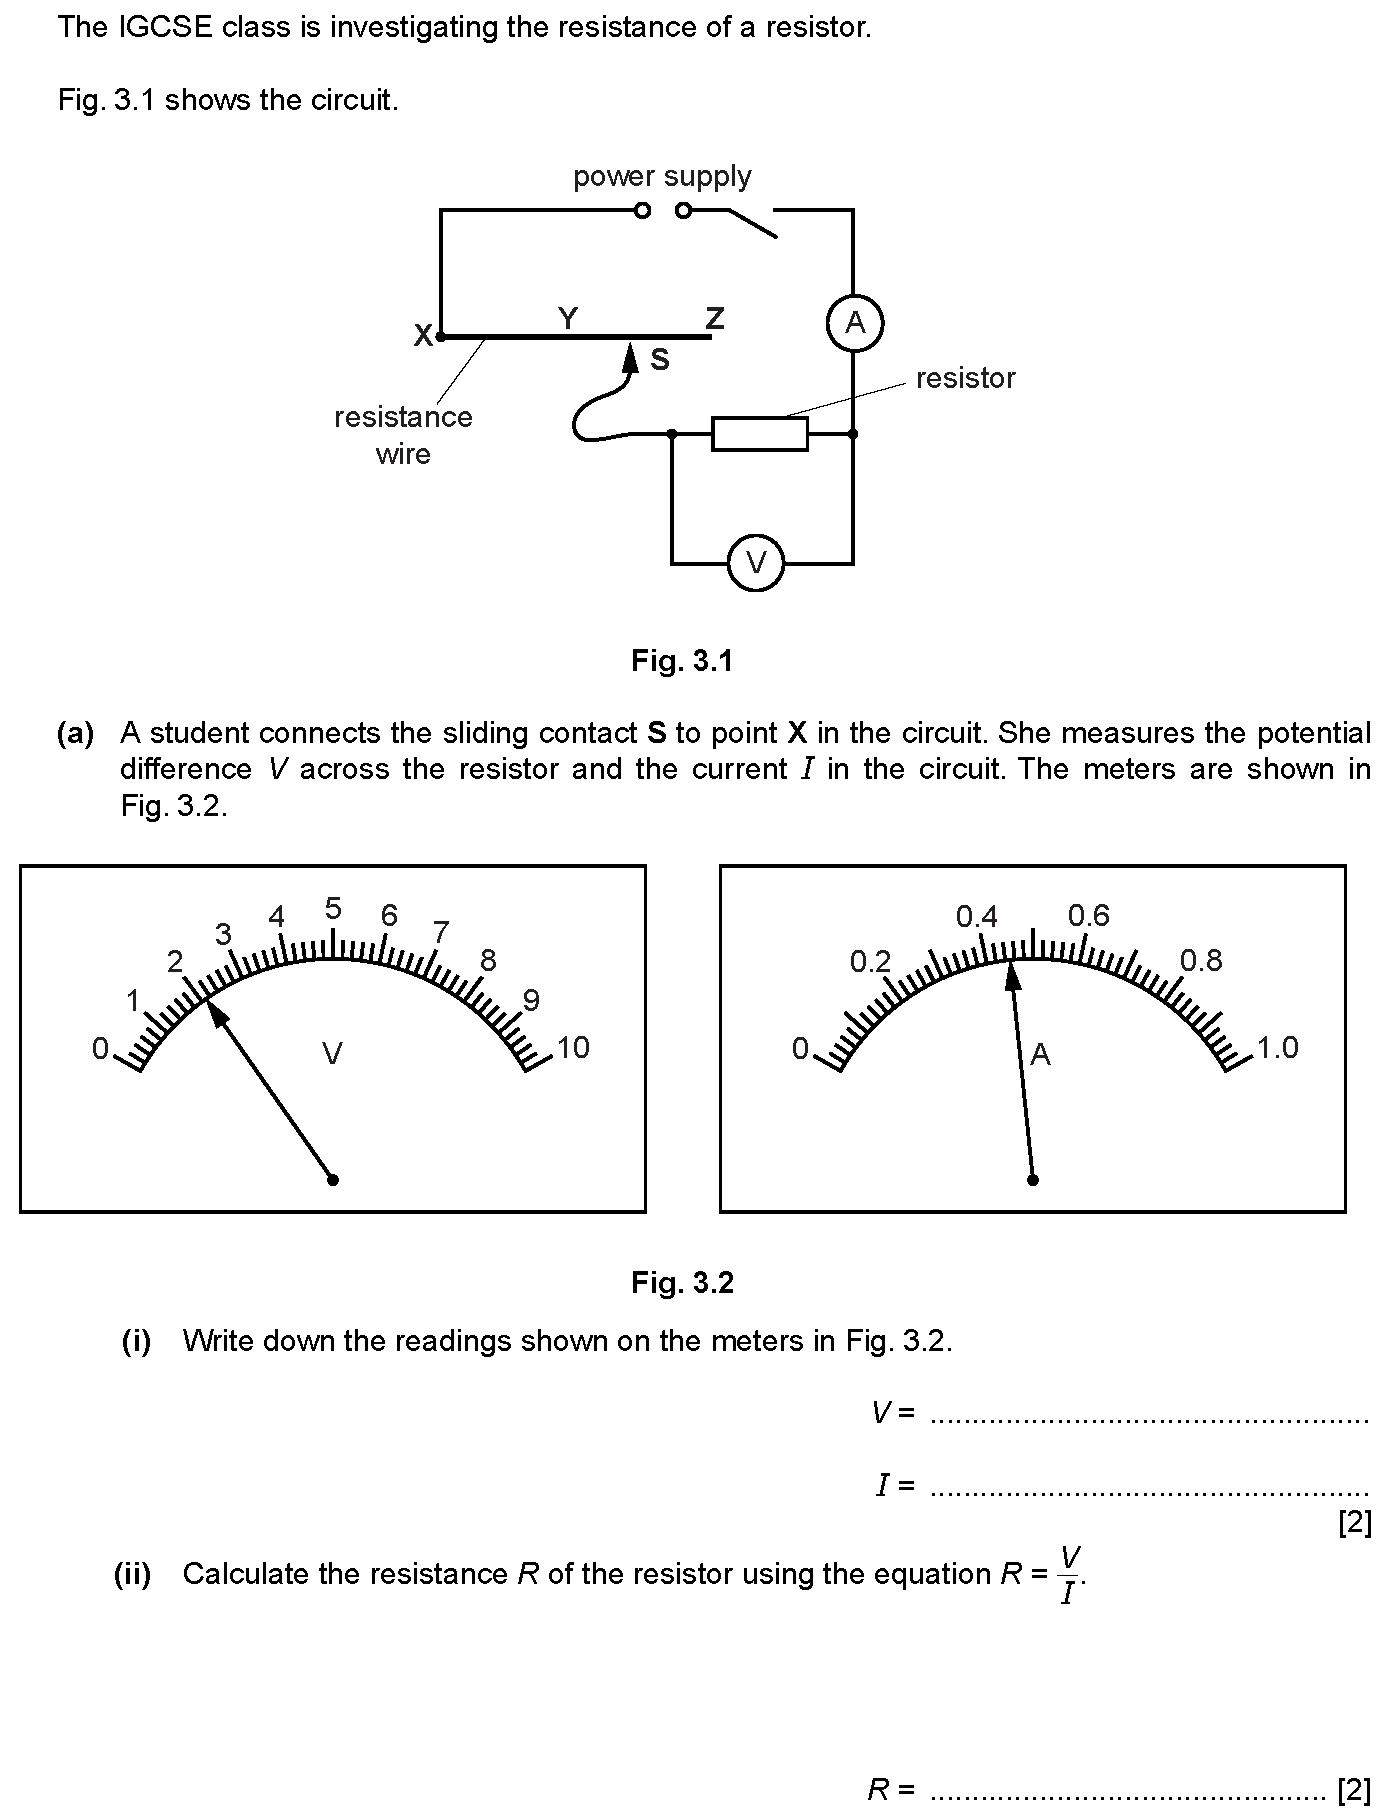 The IGCSE class is investigating the resistance of a resistor.
Fig. 3.1 shows the circuit.
power supply
X
Y
Z
S
A
resistor
resistance
wire
V
Fig. 3.1
(a) A student connects the sliding contact S to point X in the circuit. She measures the potential
difference V across the resistor and the current I in the circuit. The meters are shown in
Fig. 3.2.
0 1 2 3 4 5 6 7 8 9 10
V
0 0.2 0.4 0.6 0.8 1.0
A
Fig. 3.2
(i) Write down the readings shown on the meters in Fig. 3.2.
V = ......................................................
I = ......................................................
[2]
(ii) Calculate the resistance R of the resistor using the equation R = V/I.
R = ................................................. [2]